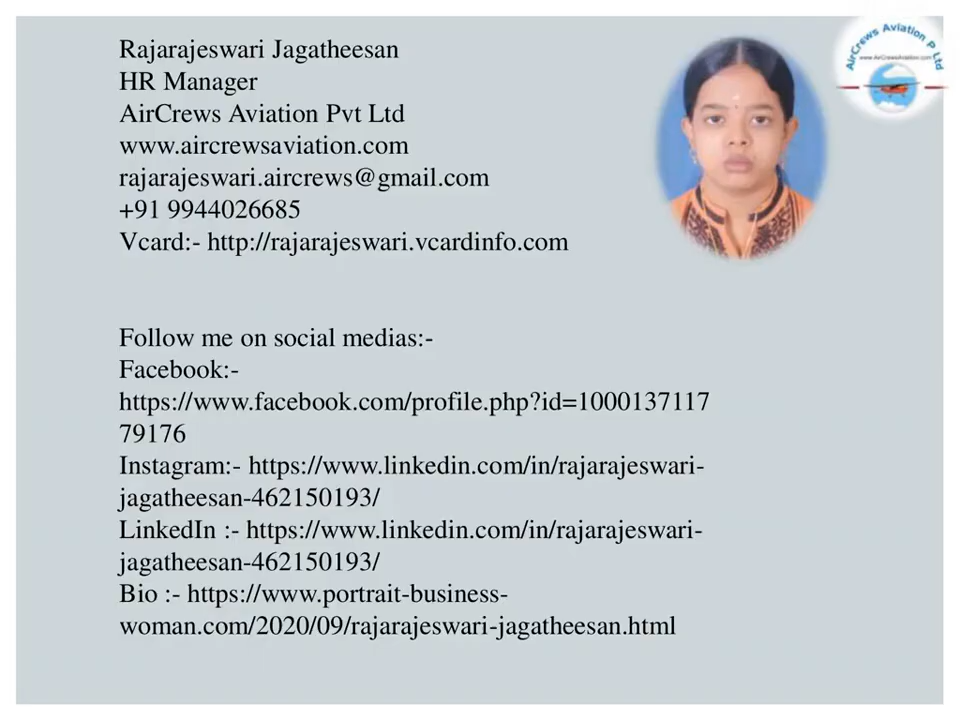 Rajarajeswari Jagatheesan
HR Manager
AirCrews Aviation Pvt Ltd
www.aircrewsaviation.com
rajarajeswari.aircrews@gmail.com
+91 9944026685
Vcard:- http://rajarajeswari.vcardinfo.com
AirCrews Aviation P Ltd
www.AirCrewsAviation.com
Follow me on social medias:-
Facebook:-
https://www.facebook.com/profile.php?id=1000137117
79176
Instagram:- https://www.linkedin.com/in/rajarajeswari-
jagatheesan-462150193/
LinkedIn :- https://www.linkedin.com/in/rajarajeswari-
jagatheesan-462150193/
Bio :- https://www.portrait-business-
woman.com/2020/09/rajarajeswari-jagatheesan.html